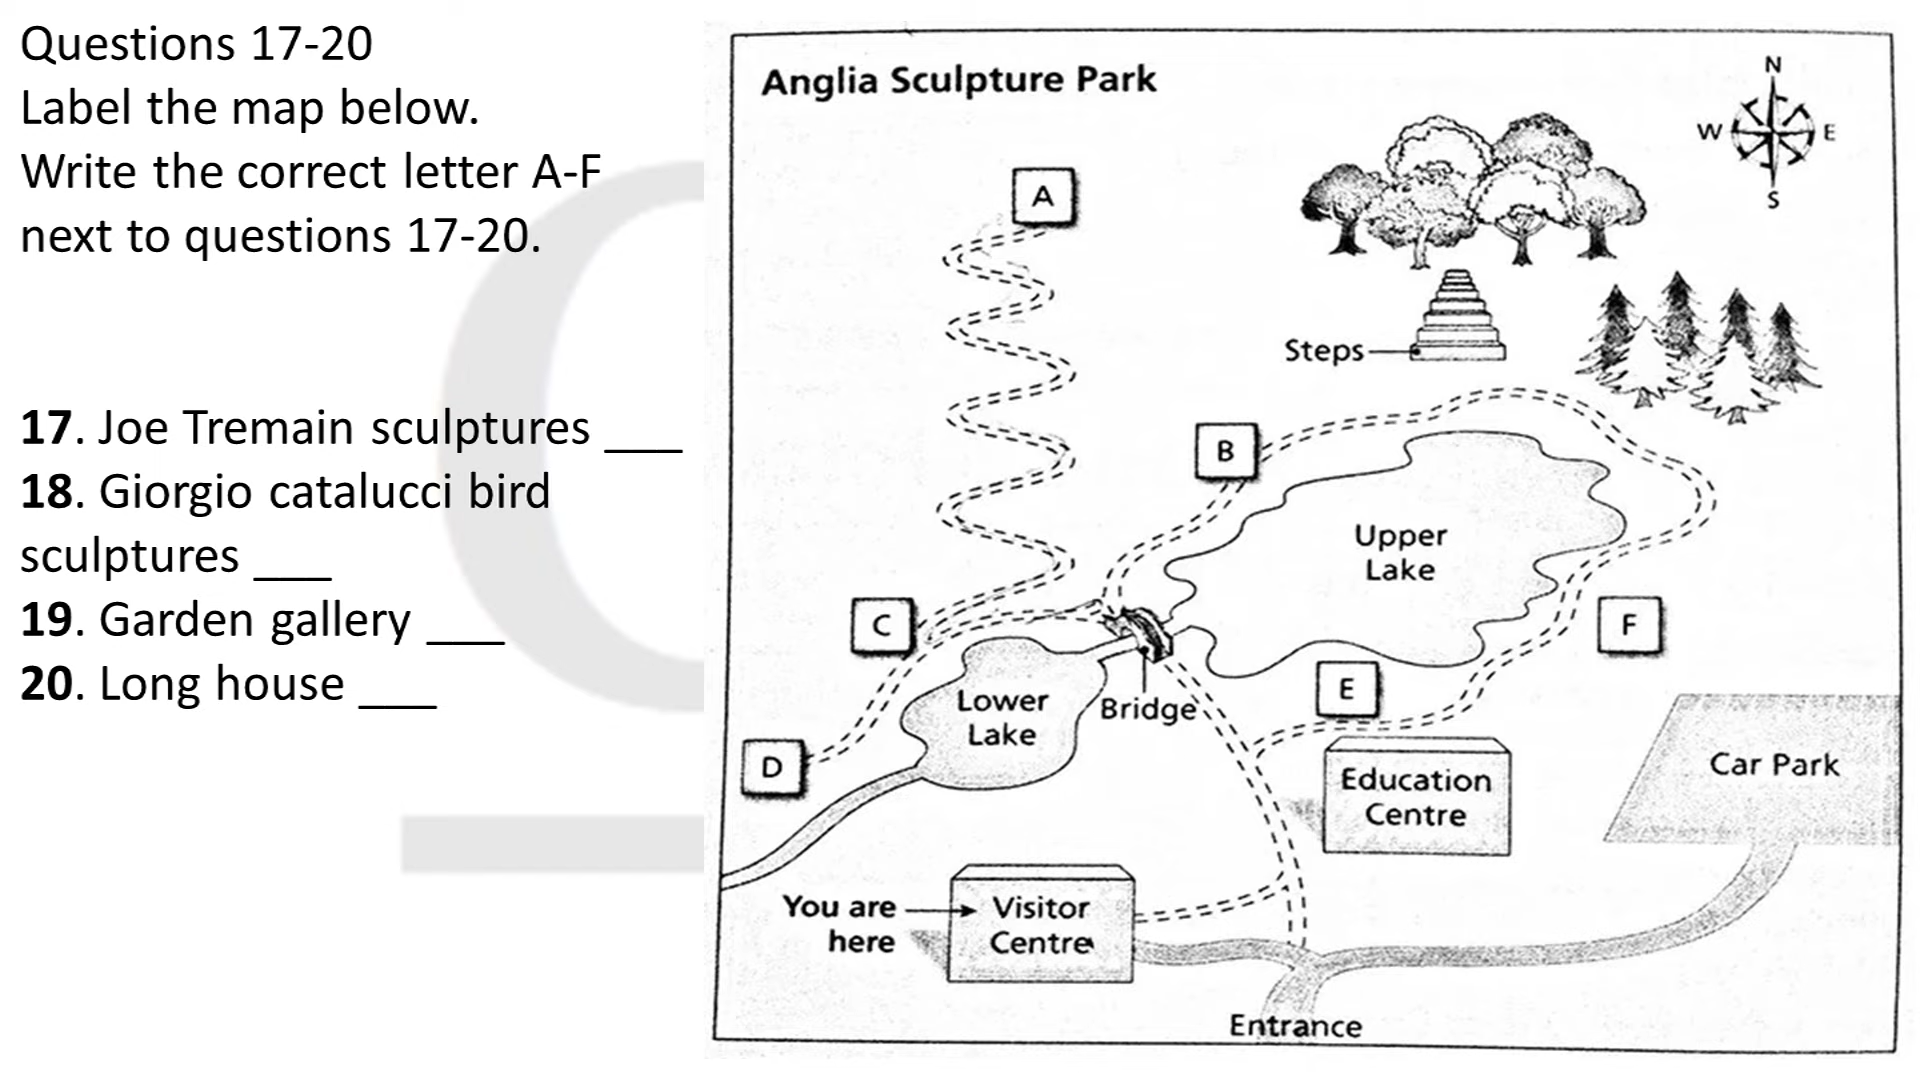 Questions 17-20
Label the map below.
Write the correct letter A-F
next to questions 17-20.
17. Joe Tremain sculptures ___
18. Giorgio catalucci bird
sculptures ___
19. Garden gallery ___
20. Long house ___
Anglia Sculpture Park
N
W
E
S
A
Steps
B
Upper
Lake
C
F
E
Lower
Lake
Bridge
D
Car Park
Education
Centre
You are
here
Visitor
Centre
Entrance